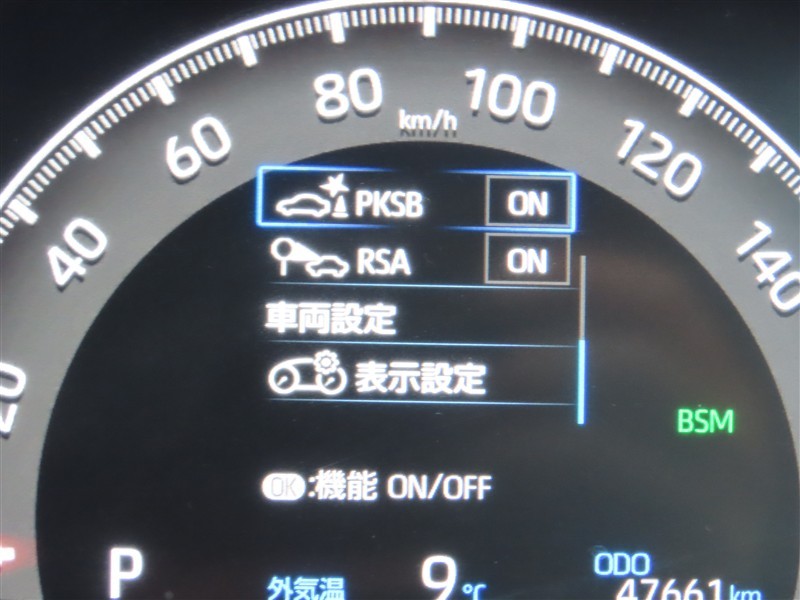 80
km/h
100
60
120
40
140
20
PKSB ON
RSA ON
車両設定
表示設定
BSM
OK:機能 ON/OFF
P
外気温 9℃
ODO
47661km